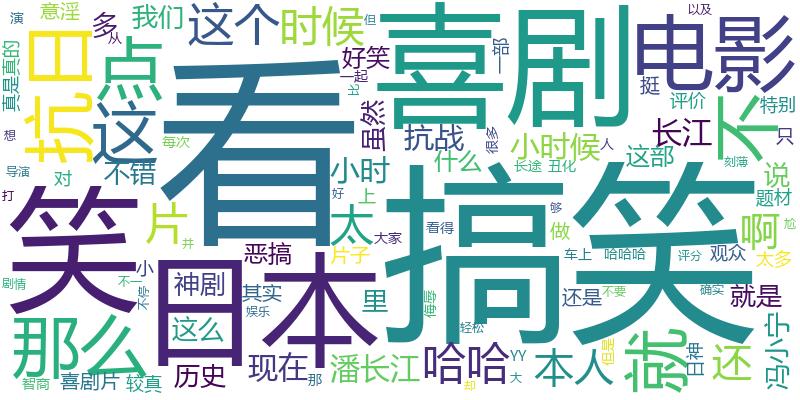 演
意淫
多
我们
这个
时候
但
喜剧
一部
电影
以及
真是真的
从
抗日
点
好笑
一起
比
挺
评价
特别
看
这
虽然
抗战
很多
小时候
人
长江
不
只
想
每次
什么
长途
丑化
这部
刻薄
说
导演
不错
小时
对
打
好
上
搞笑
题材
笑
片
太
大家
看得
够
做
啊
尬
井
恶搞
片子
车上
哈哈哈
评分
观众
太多
小
神剧
日本
里
剧情
不一
不停
其实
侮辱
还是
不要
确实
就是
那么
这么
娱乐
轻松
现在
潘长江
哈哈
YY
本人
但是
就
日神
还
冯小宁
智商
喜剧片
较真
历史
那
大
却